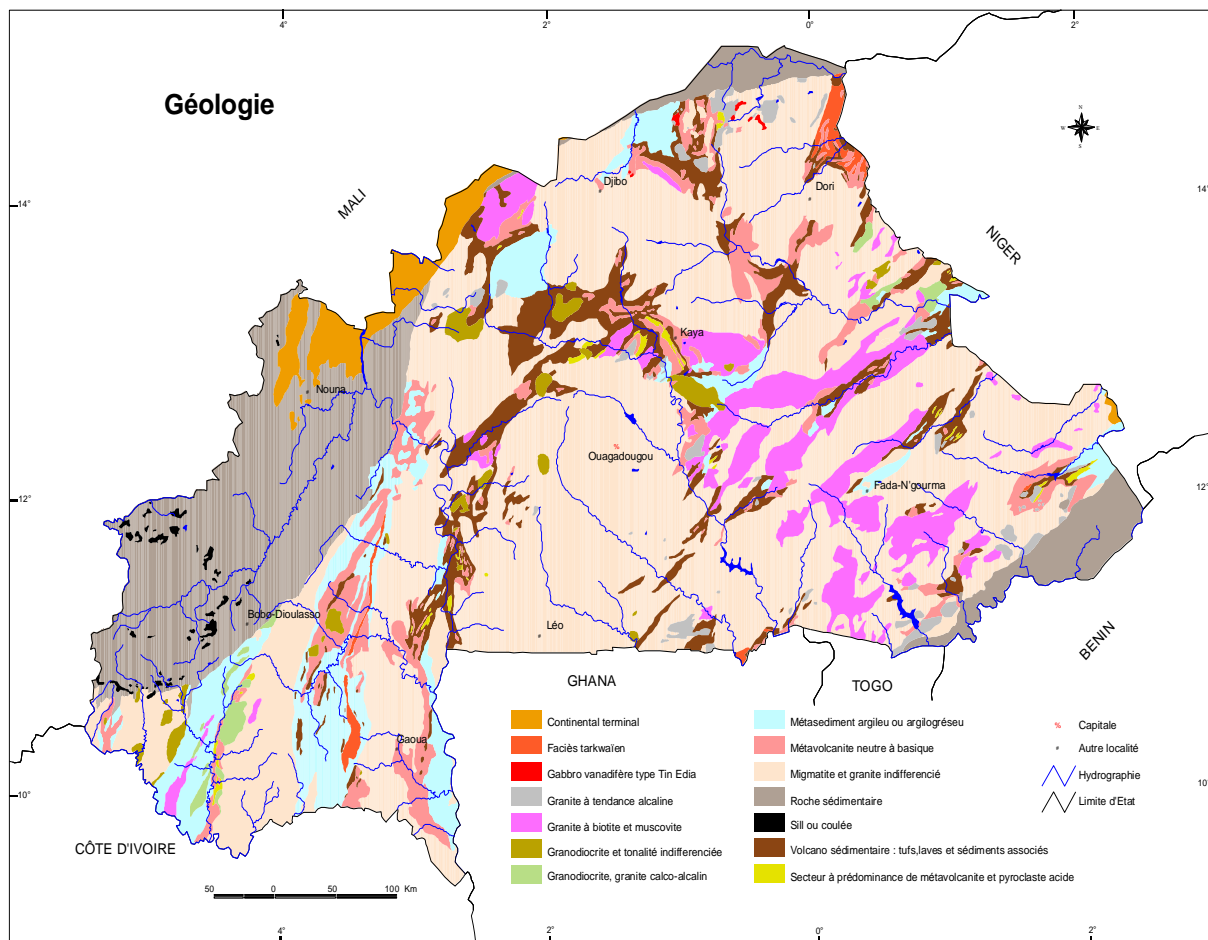 4°
2°
0°
2°
Géologie
N
W
E
S
14°
14°
MALI
Djibo
Dori
NIGER
Kaya
Nouna
Ouagadougou
Fada-N'gourma
12°
12°
Bobo-Dioulasso
Léo
BENIN
GHANA
TOGO
Gaoua
10°
10°
CÔTE D'IVOIRE
Continental terminal
Faciès tarkwaïen
Gabbro vanadifère type Tin Edia
Granite à tendance alcaline
Granite à biotite et muscovite
Granodiocrite et tonalité indifferenciée
Granodiocrite, granite calco-alcalin
Métasediment argileu ou argilogréseu
Métavolcanite neutre à basique
Migmatite et granite indifferencié
Roche sédimentaire
Sill ou coulée
Volcano sédimentaire : tufs,laves et sédiments associés
Secteur à prédominance de métavolcanite et pyroclaste acide
Capitale
Autre localité
Hydrographie
Limite d'Etat
50 0 50 100 Km
4°
2°
0°
2°